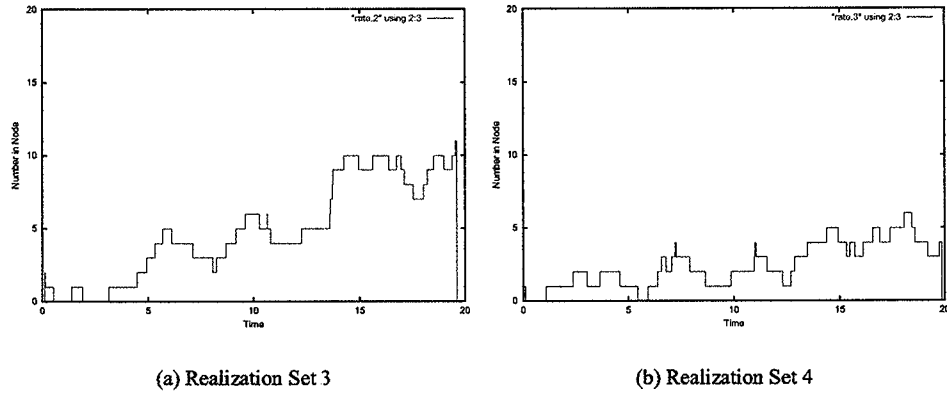 20
15
10
5
0
Number in Node
"rato.2" using 2:3
0 5 10 15 20
Time
(a) Realization Set 3
20
15
10
5
0
Number in Node
"rato.3" using 2:3
0 5 10 15 20
Time
(b) Realization Set 4